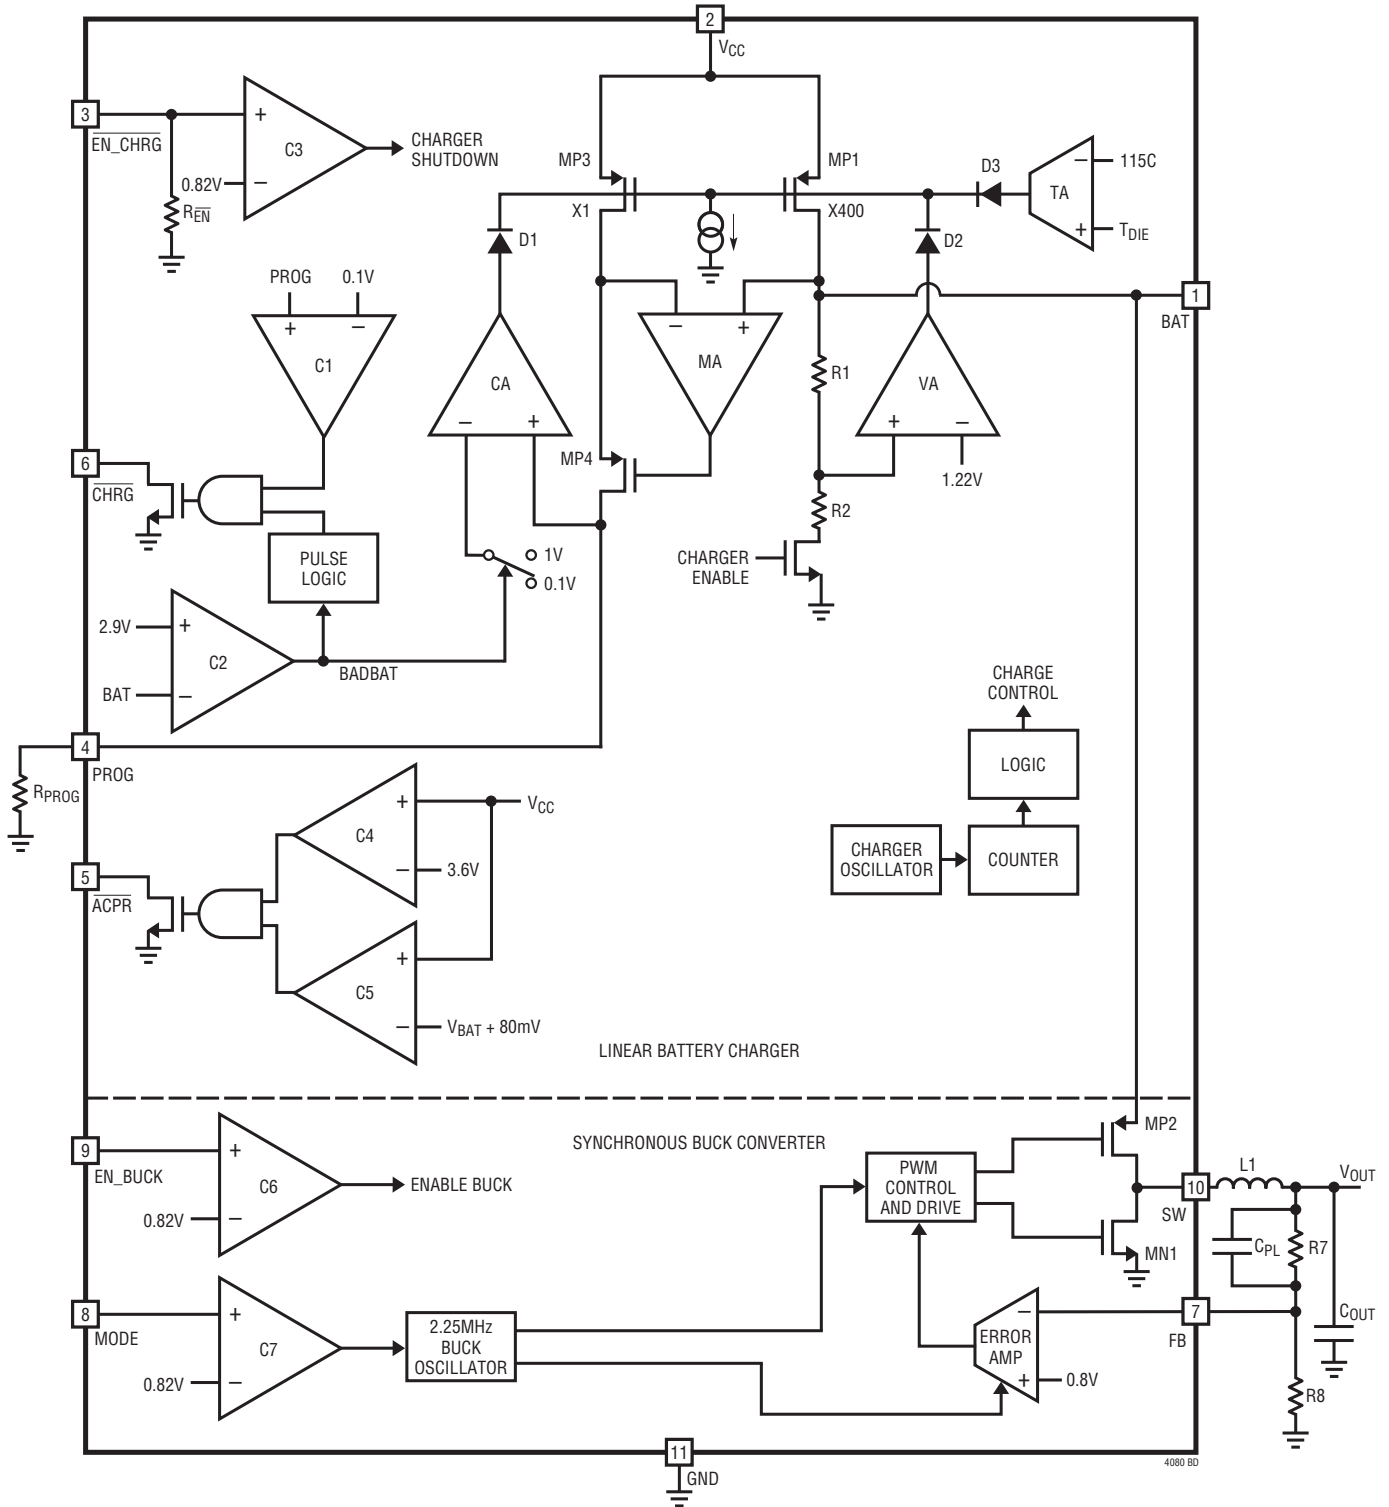 2
VCC
3
EN_CHRG
+
C3
CHARGER
SHUTDOWN
0.82V
–
REN
MP3
X1
MP1
X400
D3
–
115C
TA
+
TDIE
D1
D2
PROG
0.1V
+
–
C1
1
BAT
–
+
MA
R1
CA
–
+
VA
+
–
1.22V
6
CHRG
MP4
R2
PULSE
LOGIC
1V
0.1V
CHARGER
ENABLE
2.9V
+
C2
BAT
–
BADBAT
CHARGE
CONTROL
LOGIC
4
PROG
RPROG
+
VCC
C4
–
3.6V
CHARGER
OSCILLATOR
COUNTER
5
ACPR
+
C5
–
VBAT + 80mV
LINEAR BATTERY CHARGER
9
EN_BUCK
+
C6
ENABLE BUCK
0.82V
–
SYNCHRONOUS BUCK CONVERTER
PWM
CONTROL
AND DRIVE
MP2
10
SW
L1
VOUT
MN1
CPL
R7
8
MODE
+
C7
0.82V
–
2.25MHz
BUCK
OSCILLATOR
–
ERROR
AMP
+
0.8V
7
FB
COUT
R8
11
GND
4080 BD